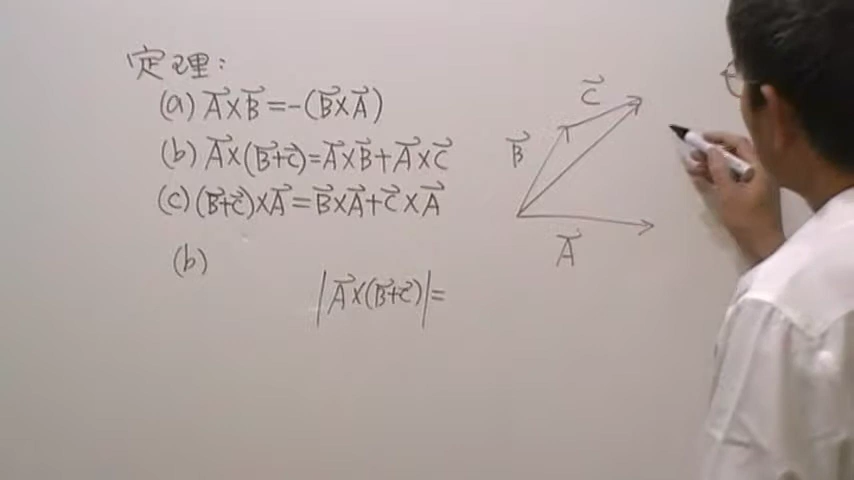 定理:
(a) A⃗×B⃗=-(B⃗×A⃗)
(b) A⃗×(B⃗+C⃗)=A⃗×B⃗+A⃗×C⃗
(c) (B⃗+C⃗)×A⃗=B⃗×A⃗+C⃗×A⃗
(b)
|A⃗×(B⃗+C⃗)|=
C⃗
B⃗
A⃗